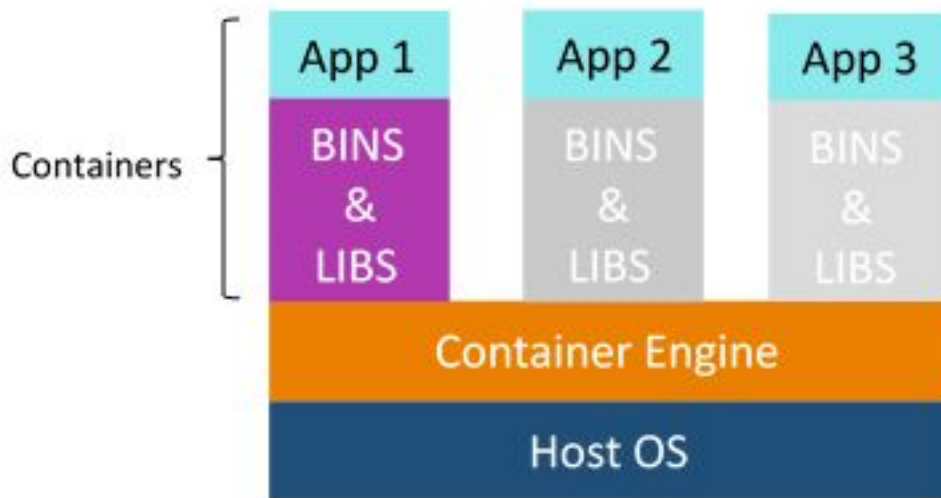 App 1
App 2
App 3
Containers
BINS
&
LIBS
BINS
&
LIBS
BINS
&
LIBS
Container Engine
Host OS